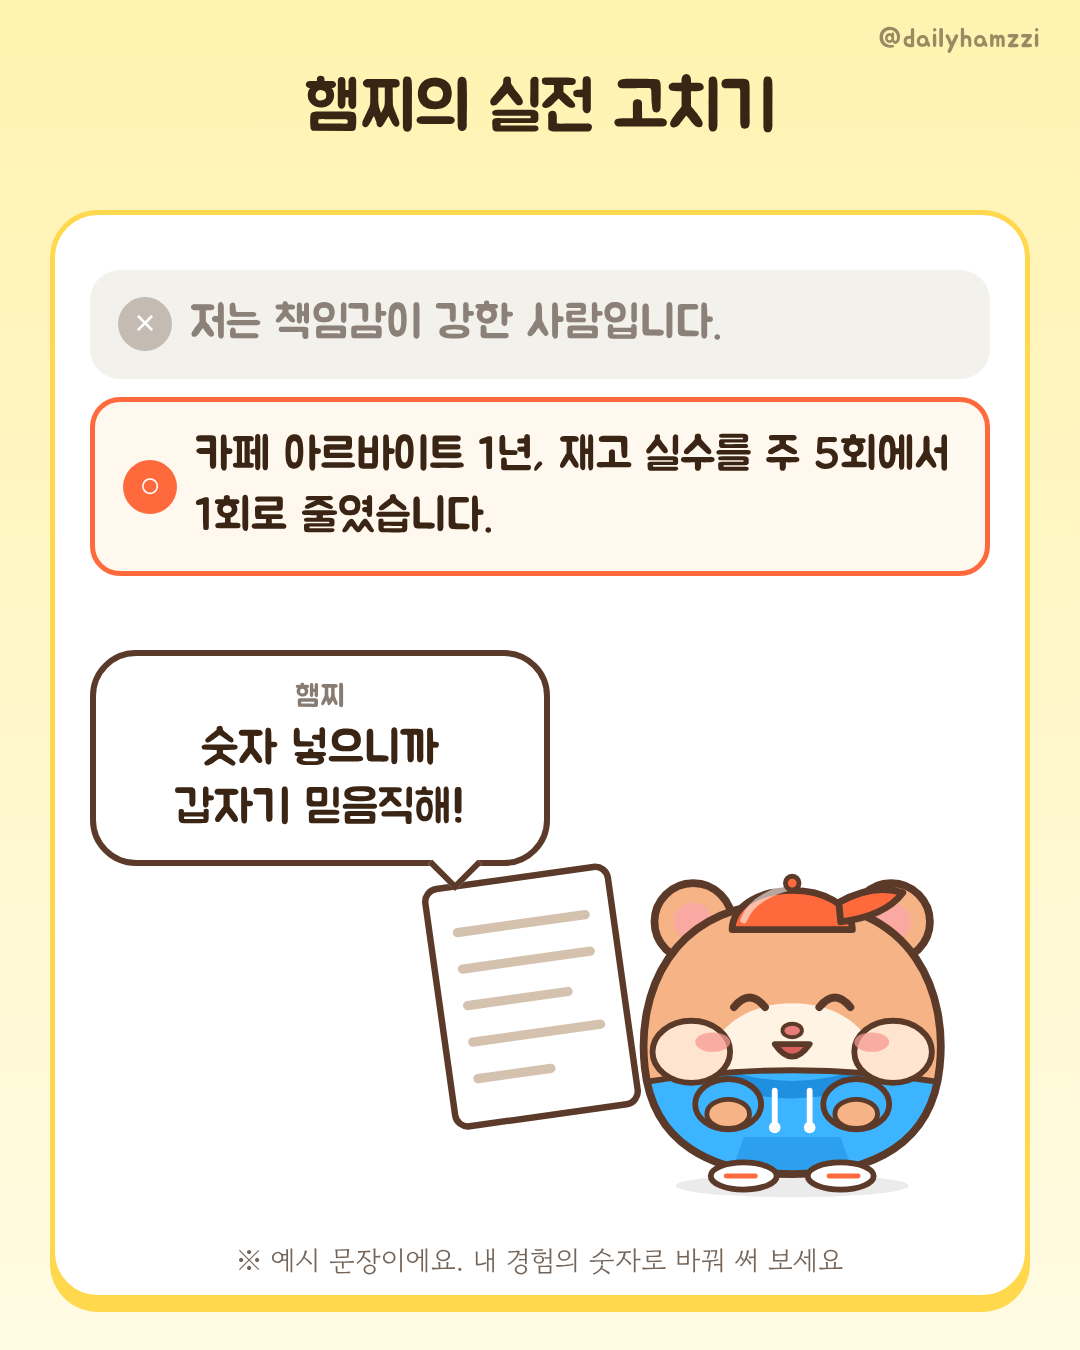 @dailyhamzzi
햄찌의 실전 고치기
× 저는 책임감이 강한 사람입니다.
○ 카페 아르바이트 1년, 재고 실수를 주 5회에서
1회로 줄였습니다.
햄찌
숫자 넣으니까
갑자기 믿음직해!
※ 예시 문장이에요. 내 경험의 숫자로 바꿔 써 보세요